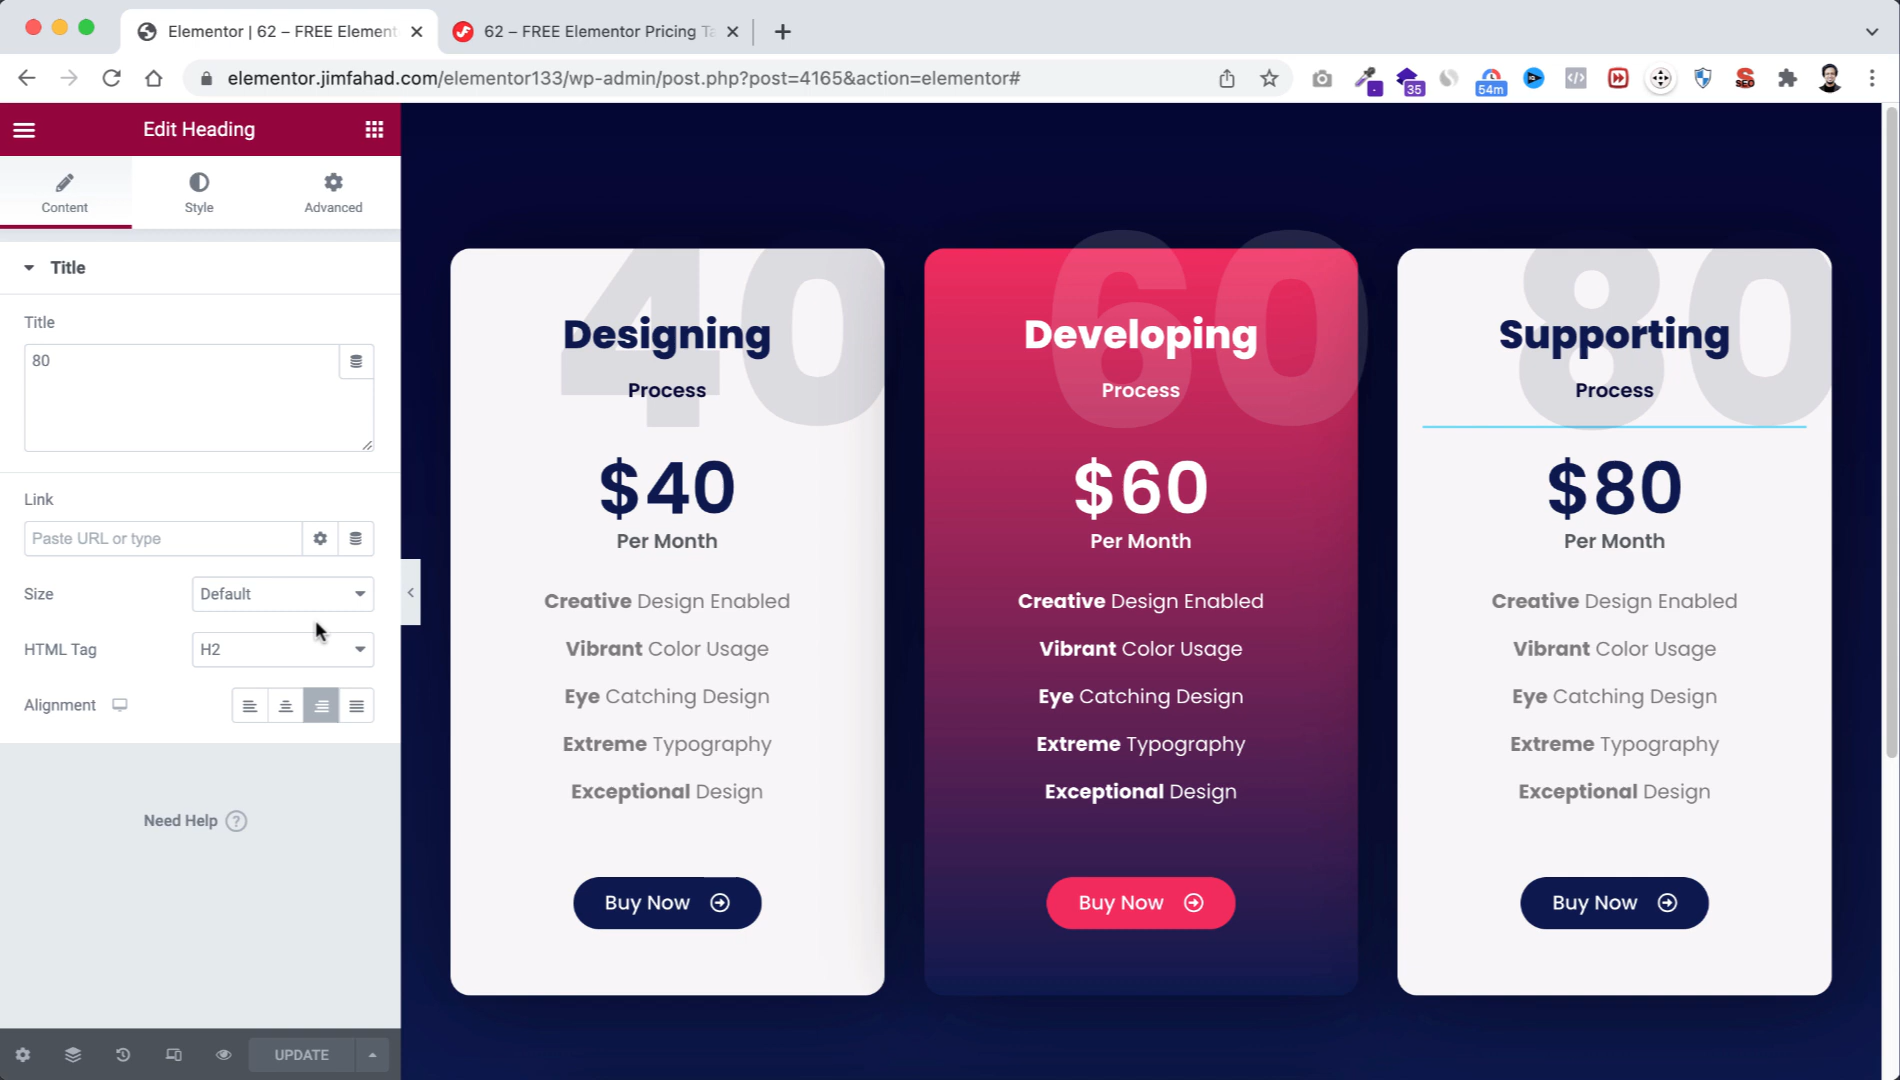 Elementor | 62 – FREE Element
62 – FREE Elementor Pricing Ta
elementor.jimfahad.com/elementor133/wp-admin/post.php?post=4165&action=elementor#
35
54m
SEO
Edit Heading
Content
Style
Advanced
Title
Title
80
Link
Paste URL or type
Size
Default
HTML Tag
H2
Alignment
Need Help ?
UPDATE
40
Designing
Process
$40
Per Month
Creative Design Enabled
Vibrant Color Usage
Eye Catching Design
Extreme Typography
Exceptional Design
Buy Now
60
Developing
Process
$60
Per Month
Creative Design Enabled
Vibrant Color Usage
Eye Catching Design
Extreme Typography
Exceptional Design
Buy Now
80
Supporting
Process
$80
Per Month
Creative Design Enabled
Vibrant Color Usage
Eye Catching Design
Extreme Typography
Exceptional Design
Buy Now